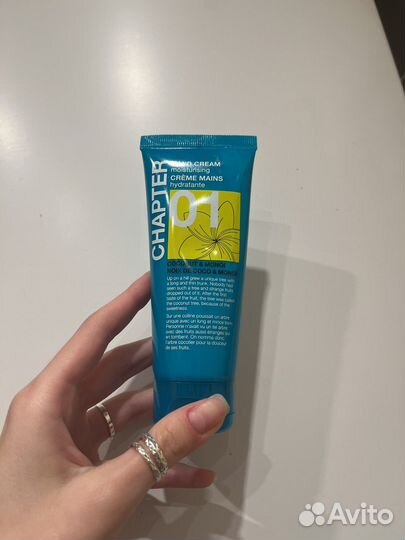 CHAPTER
CREAM
moisturising
CRÈME MAINS
hydratante
01
COCONUT & MONOI
NOIX DE COCO & MONOI
Up on a hill grew a unique tree with
a long and thin trunk. Nobody had
seen such a tree and strange fruits
dropped out of it. After the first
taste of the fruit, the tree was called
the coconut tree, because of the
sweetness.
Sur une colline poussait un arbre
unique avec un long et mince tronc.
Personne n'avait vu un tel arbre
avec des fruits aussi étranges qui
en tombent. On nomma donc
l'arbre cocotier pour la douceur
de ses fruits.
Avito